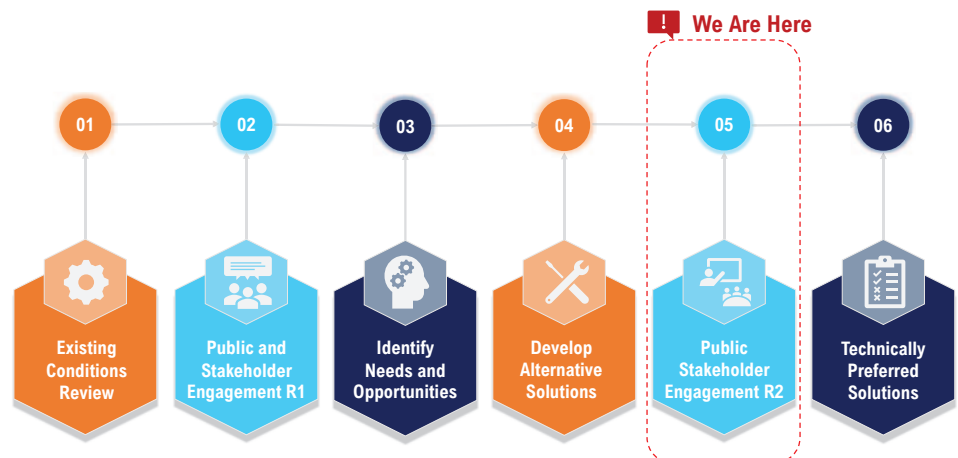 ! We Are Here
01 02 03 04 05 06
Existing
Conditions
Review
Public and
Stakeholder
Engagement R1
Identify
Needs and
Opportunities
Develop
Alternative
Solutions
Public
Stakeholder
Engagement R2
Technically
Preferred
Solutions